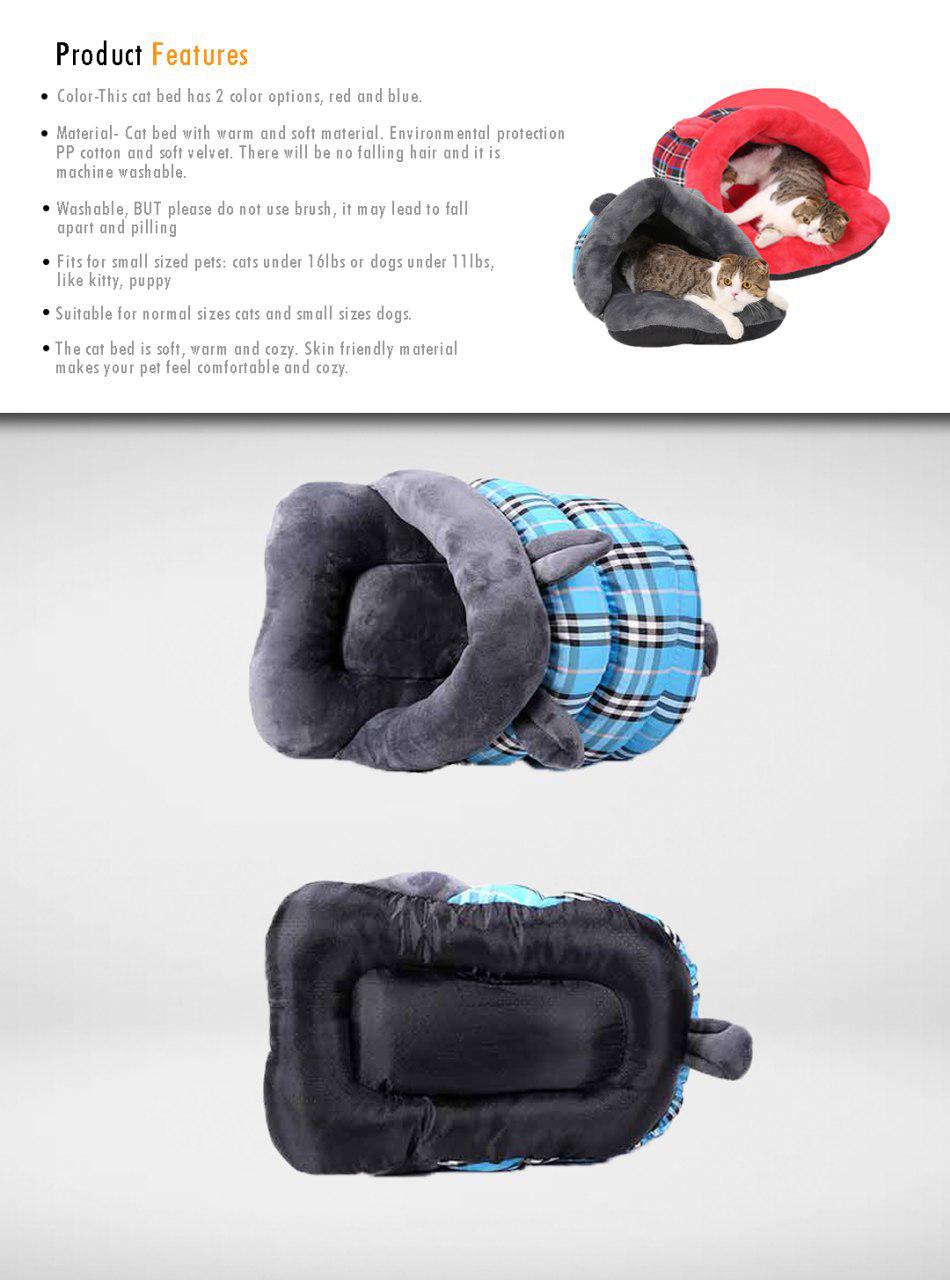 Product Features
• Color-This cat bed has 2 color options, red and blue.
• Material- Cat bed with warm and soft material. Environmental protection
PP cotton and soft velvet. There will be no falling hair and it is
machine washable.
• Washable, BUT please do not use brush, it may lead to fall
apart and pilling
• Fits for small sized pets: cats under 16lbs or dogs under 11lbs,
like kitty, puppy
• Suitable for normal sizes cats and small sizes dogs.
• The cat bed is soft, warm and cozy. Skin friendly material
makes your pet feel comfortable and cozy.